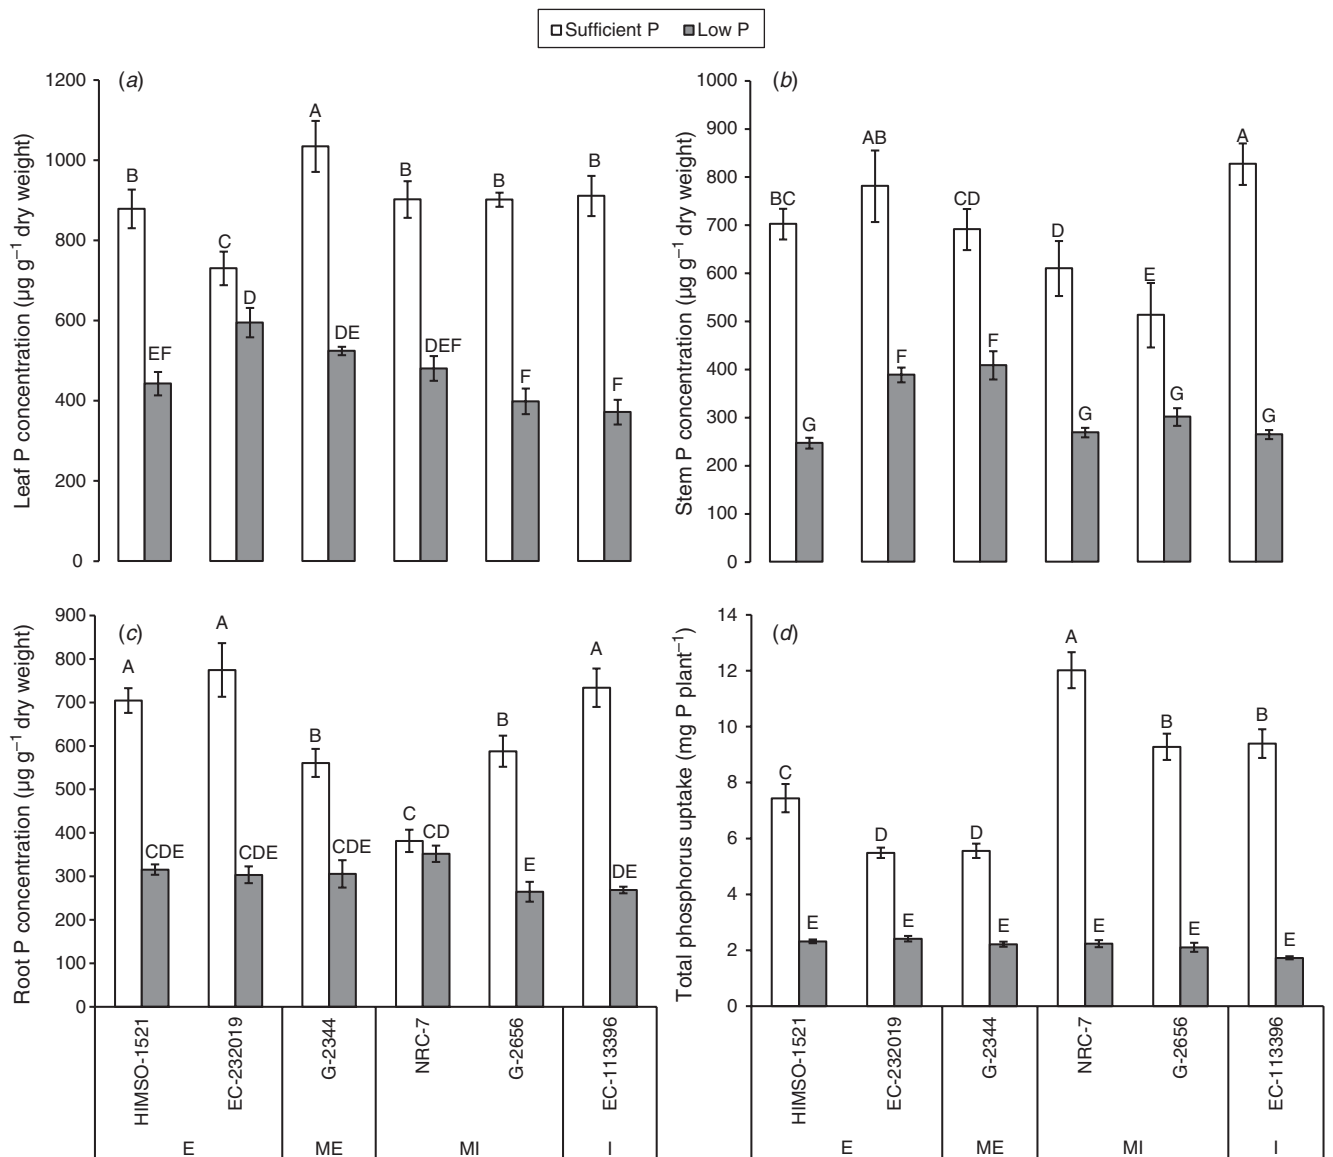 Sufficient P Low P
(a)
Leaf P concentration (µg g⁻¹ dry weight)
1200
1000
800
600
400
200
0
B
EF
C
D
A
DE
B
DEF
B
F
B
F
(b)
Stem P concentration (µg g⁻¹ dry weight)
1000
900
800
700
600
500
400
300
200
100
0
BC
G
AB
F
CD
F
D
G
E
G
A
G
(c)
Root P concentration (µg g⁻¹ dry weight)
900
800
700
600
500
400
300
200
100
0
A
CDE
A
CDE
B
CDE
C
CD
B
E
A
DE
HIMSO-1521
EC-232019
G-2344
NRC-7
G-2656
EC-113396
E ME MI I
(d)
Total phosphorus uptake (mg P plant⁻¹)
14
12
10
8
6
4
2
0
C
E
D
E
D
E
A
E
B
E
B
E
HIMSO-1521
EC-232019
G-2344
NRC-7
G-2656
EC-113396
E ME MI I